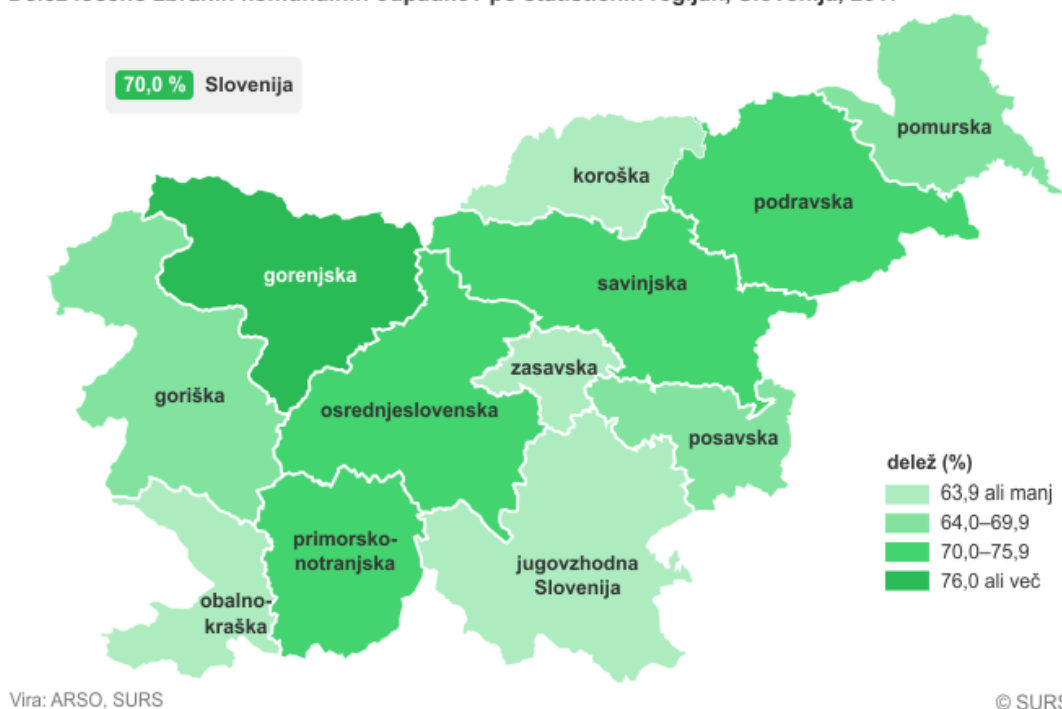 70,0 % Slovenija
pomurska
koroška
podravska
gorenjska
savinjska
zasavska
goriška
osrednjeslovenska
posavska
primorsko-
notranjska
jugovzhodna
Slovenija
obalno-
kraška
delež (%)
63,9 ali manj
64,0–69,9
70,0–75,9
76,0 ali več
Vira: ARSO, SURS
© SURS